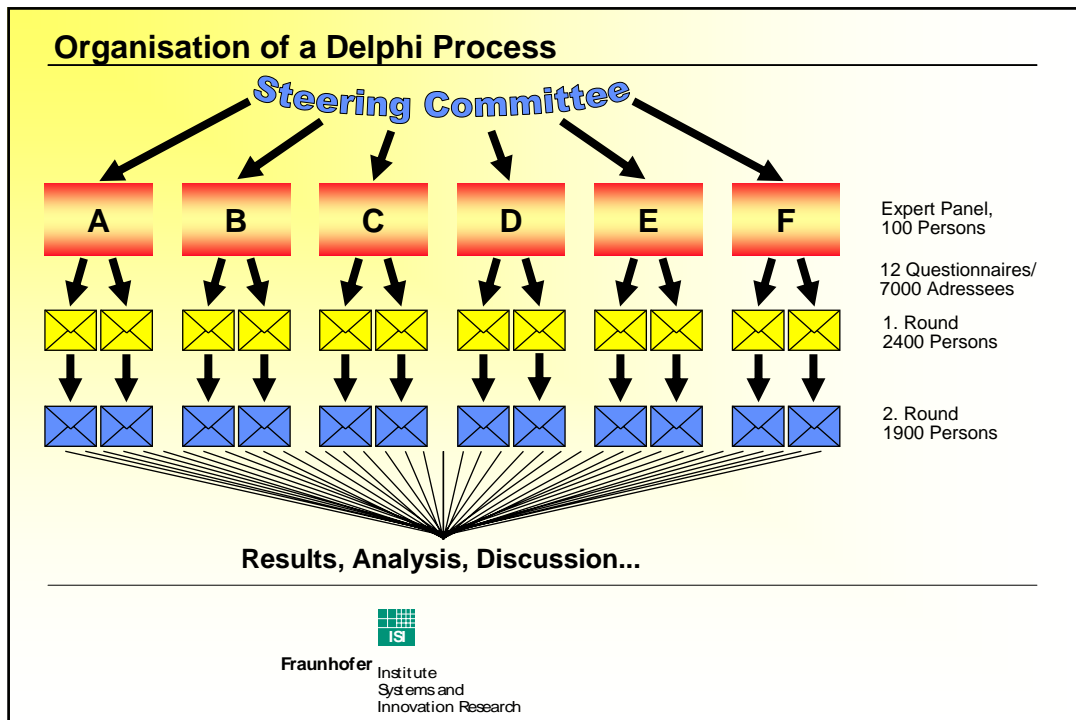 Organisation of a Delphi Process
Steering Committee
A B C D E F
Expert Panel,
100 Persons
12 Questionnaires/
7000 Adressees
1. Round
2400 Persons
2. Round
1900 Persons
Results, Analysis, Discussion...
ISI
Fraunhofer Institute
Systems and
Innovation Research